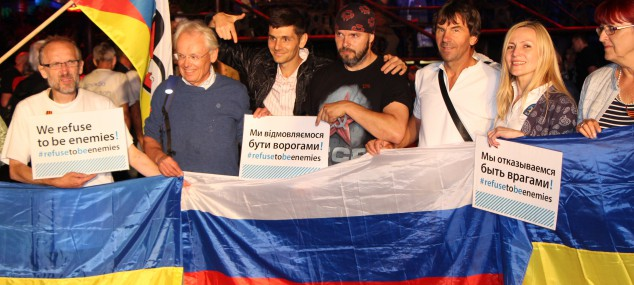 We refuse
to be enemies!
#refusetobeenemies
Ми відмовляємося
бути ворогами!
#refusetobeenemies
Мы отказываемся
быть врагами!
#refusetobeenemies